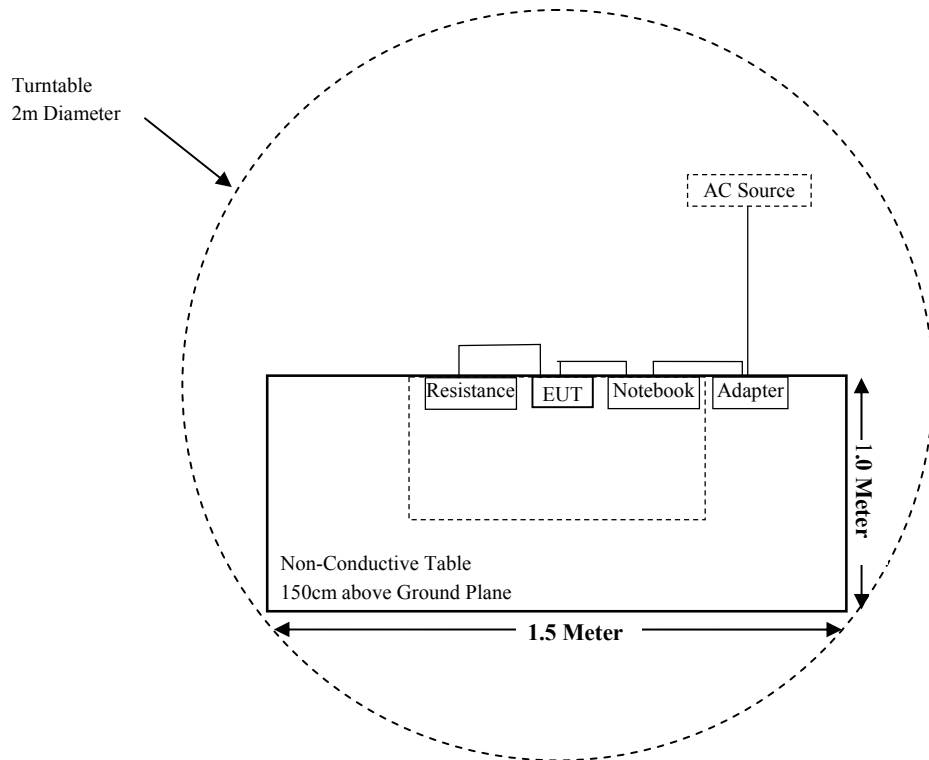 Turntable
2m Diameter
AC Source
Resistance
EUT
Notebook
Adapter
1.0 Meter
Non-Conductive Table
150cm above Ground Plane
1.5 Meter